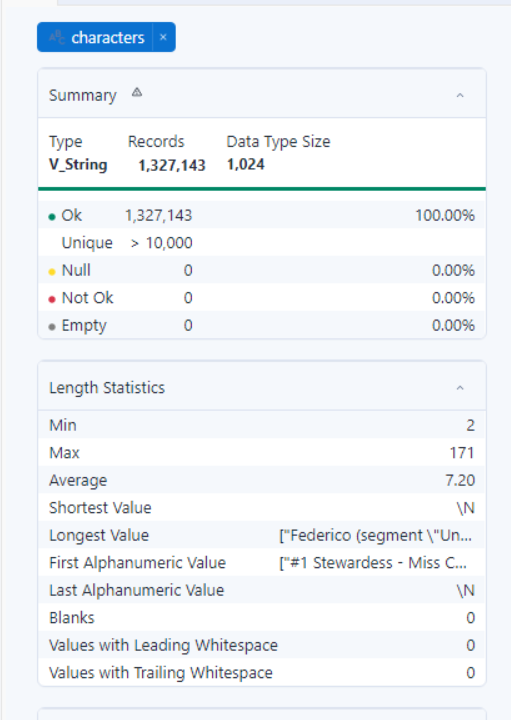 characters ×
Summary
Type Records Data Type Size
V_String 1,327,143 1,024
Ok 1,327,143 100.00%
Unique > 10,000
Null 0 0.00%
Not Ok 0 0.00%
Empty 0 0.00%
Length Statistics
Min 2
Max 171
Average 7.20
Shortest Value \N
Longest Value ["Federico (segment \"Un...
First Alphanumeric Value ["#1 Stewardess - Miss C...
Last Alphanumeric Value \N
Blanks 0
Values with Leading Whitespace 0
Values with Trailing Whitespace 0